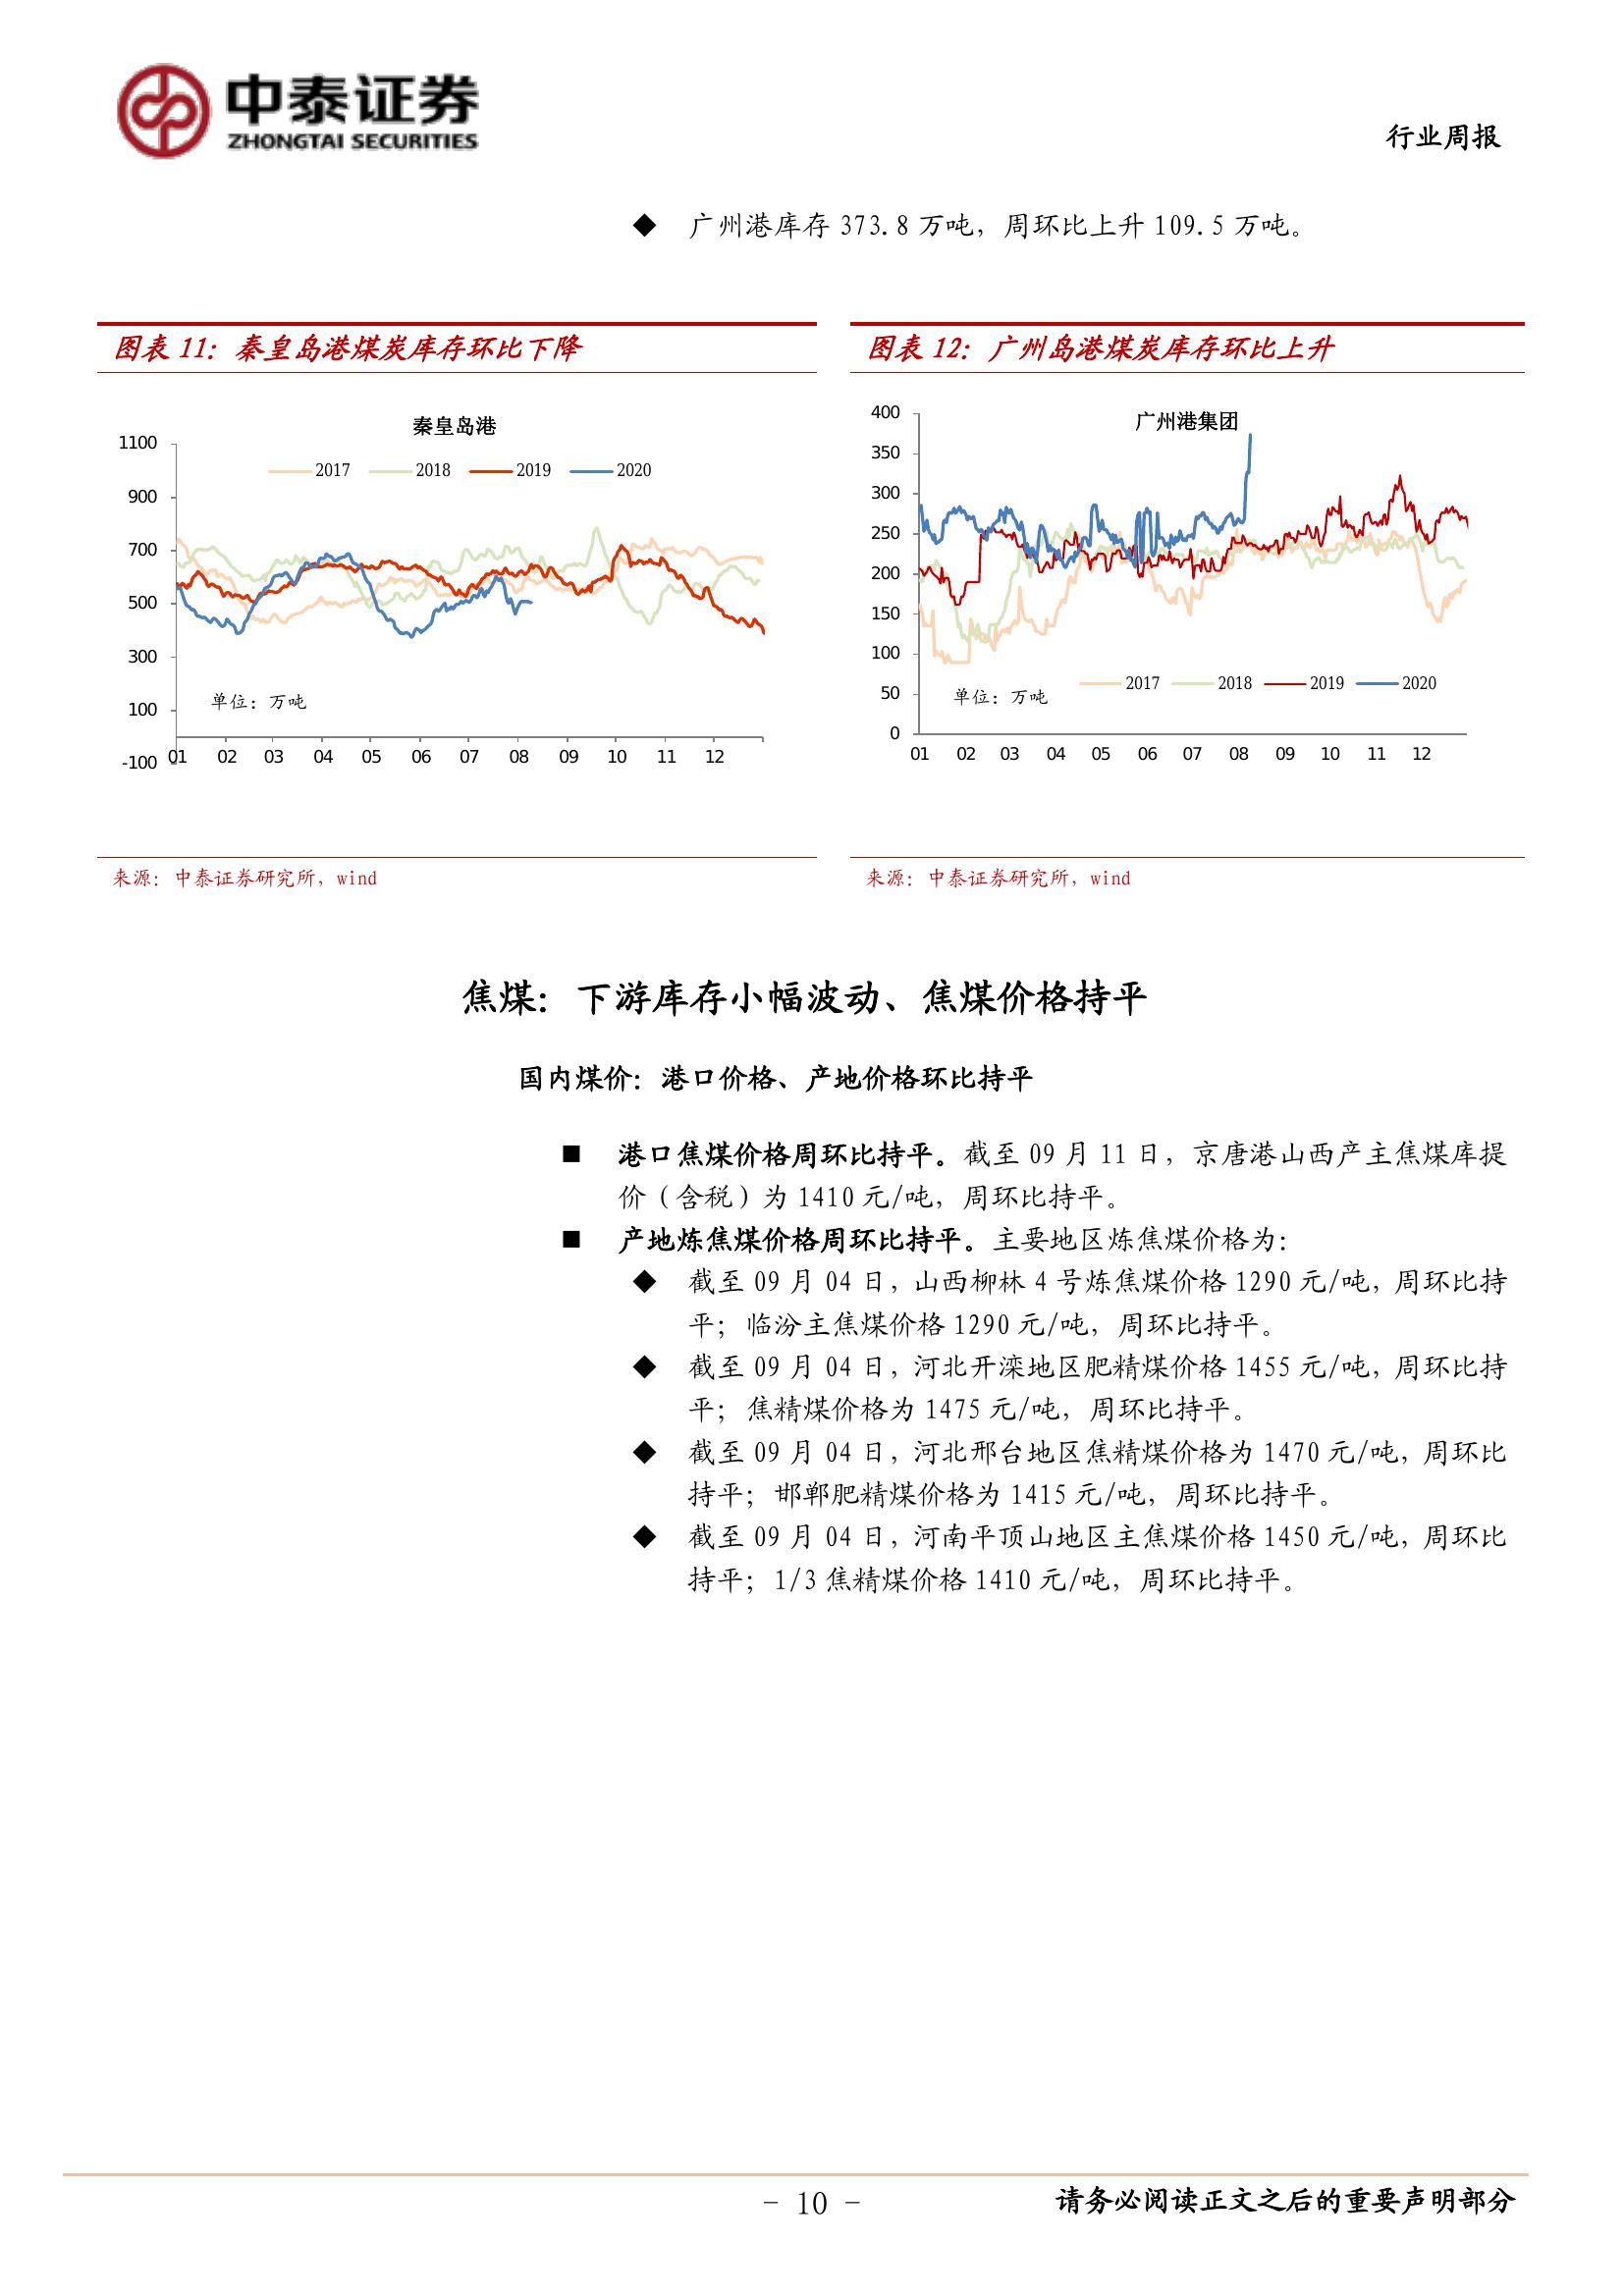 中泰证券
ZHONGTAI SECURITIES
行业周报
◆ 广州港库存 373.8 万吨，周环比上升 109.5 万吨。
图表 11：秦皇岛港煤炭库存环比下降
秦皇岛港
2017 2018 2019 2020
1100
900
700
500
300
100
-100
单位：万吨
01 02 03 04 05 06 07 08 09 10 11 12
来源：中泰证券研究所，wind
图表 12：广州岛港煤炭库存环比上升
广州港集团
400
350
300
250
200
150
100
50
0
2017 2018 2019 2020
单位：万吨
01 02 03 04 05 06 07 08 09 10 11 12
来源：中泰证券研究所，wind
焦煤：下游库存小幅波动、焦煤价格持平
国内煤价：港口价格、产地价格环比持平
■ 港口焦煤价格周环比持平。截至 09 月 11 日，京唐港山西产主焦煤库提
价（含税）为 1410 元/吨，周环比持平。
■ 产地炼焦煤价格周环比持平。主要地区炼焦煤价格为：
◆ 截至 09 月 04 日，山西柳林 4 号炼焦煤价格 1290 元/吨，周环比持
平；临汾主焦煤价格 1290 元/吨，周环比持平。
◆ 截至 09 月 04 日，河北开滦地区肥精煤价格 1455 元/吨，周环比持
平；焦精煤价格为 1475 元/吨，周环比持平。
◆ 截至 09 月 04 日，河北邢台地区焦精煤价格为 1470 元/吨，周环比
持平；邯郸肥精煤价格为 1415 元/吨，周环比持平。
◆ 截至 09 月 04 日，河南平顶山地区主焦煤价格 1450 元/吨，周环比
持平；1/3 焦精煤价格 1410 元/吨，周环比持平。
- 10 -
请务必阅读正文之后的重要声明部分